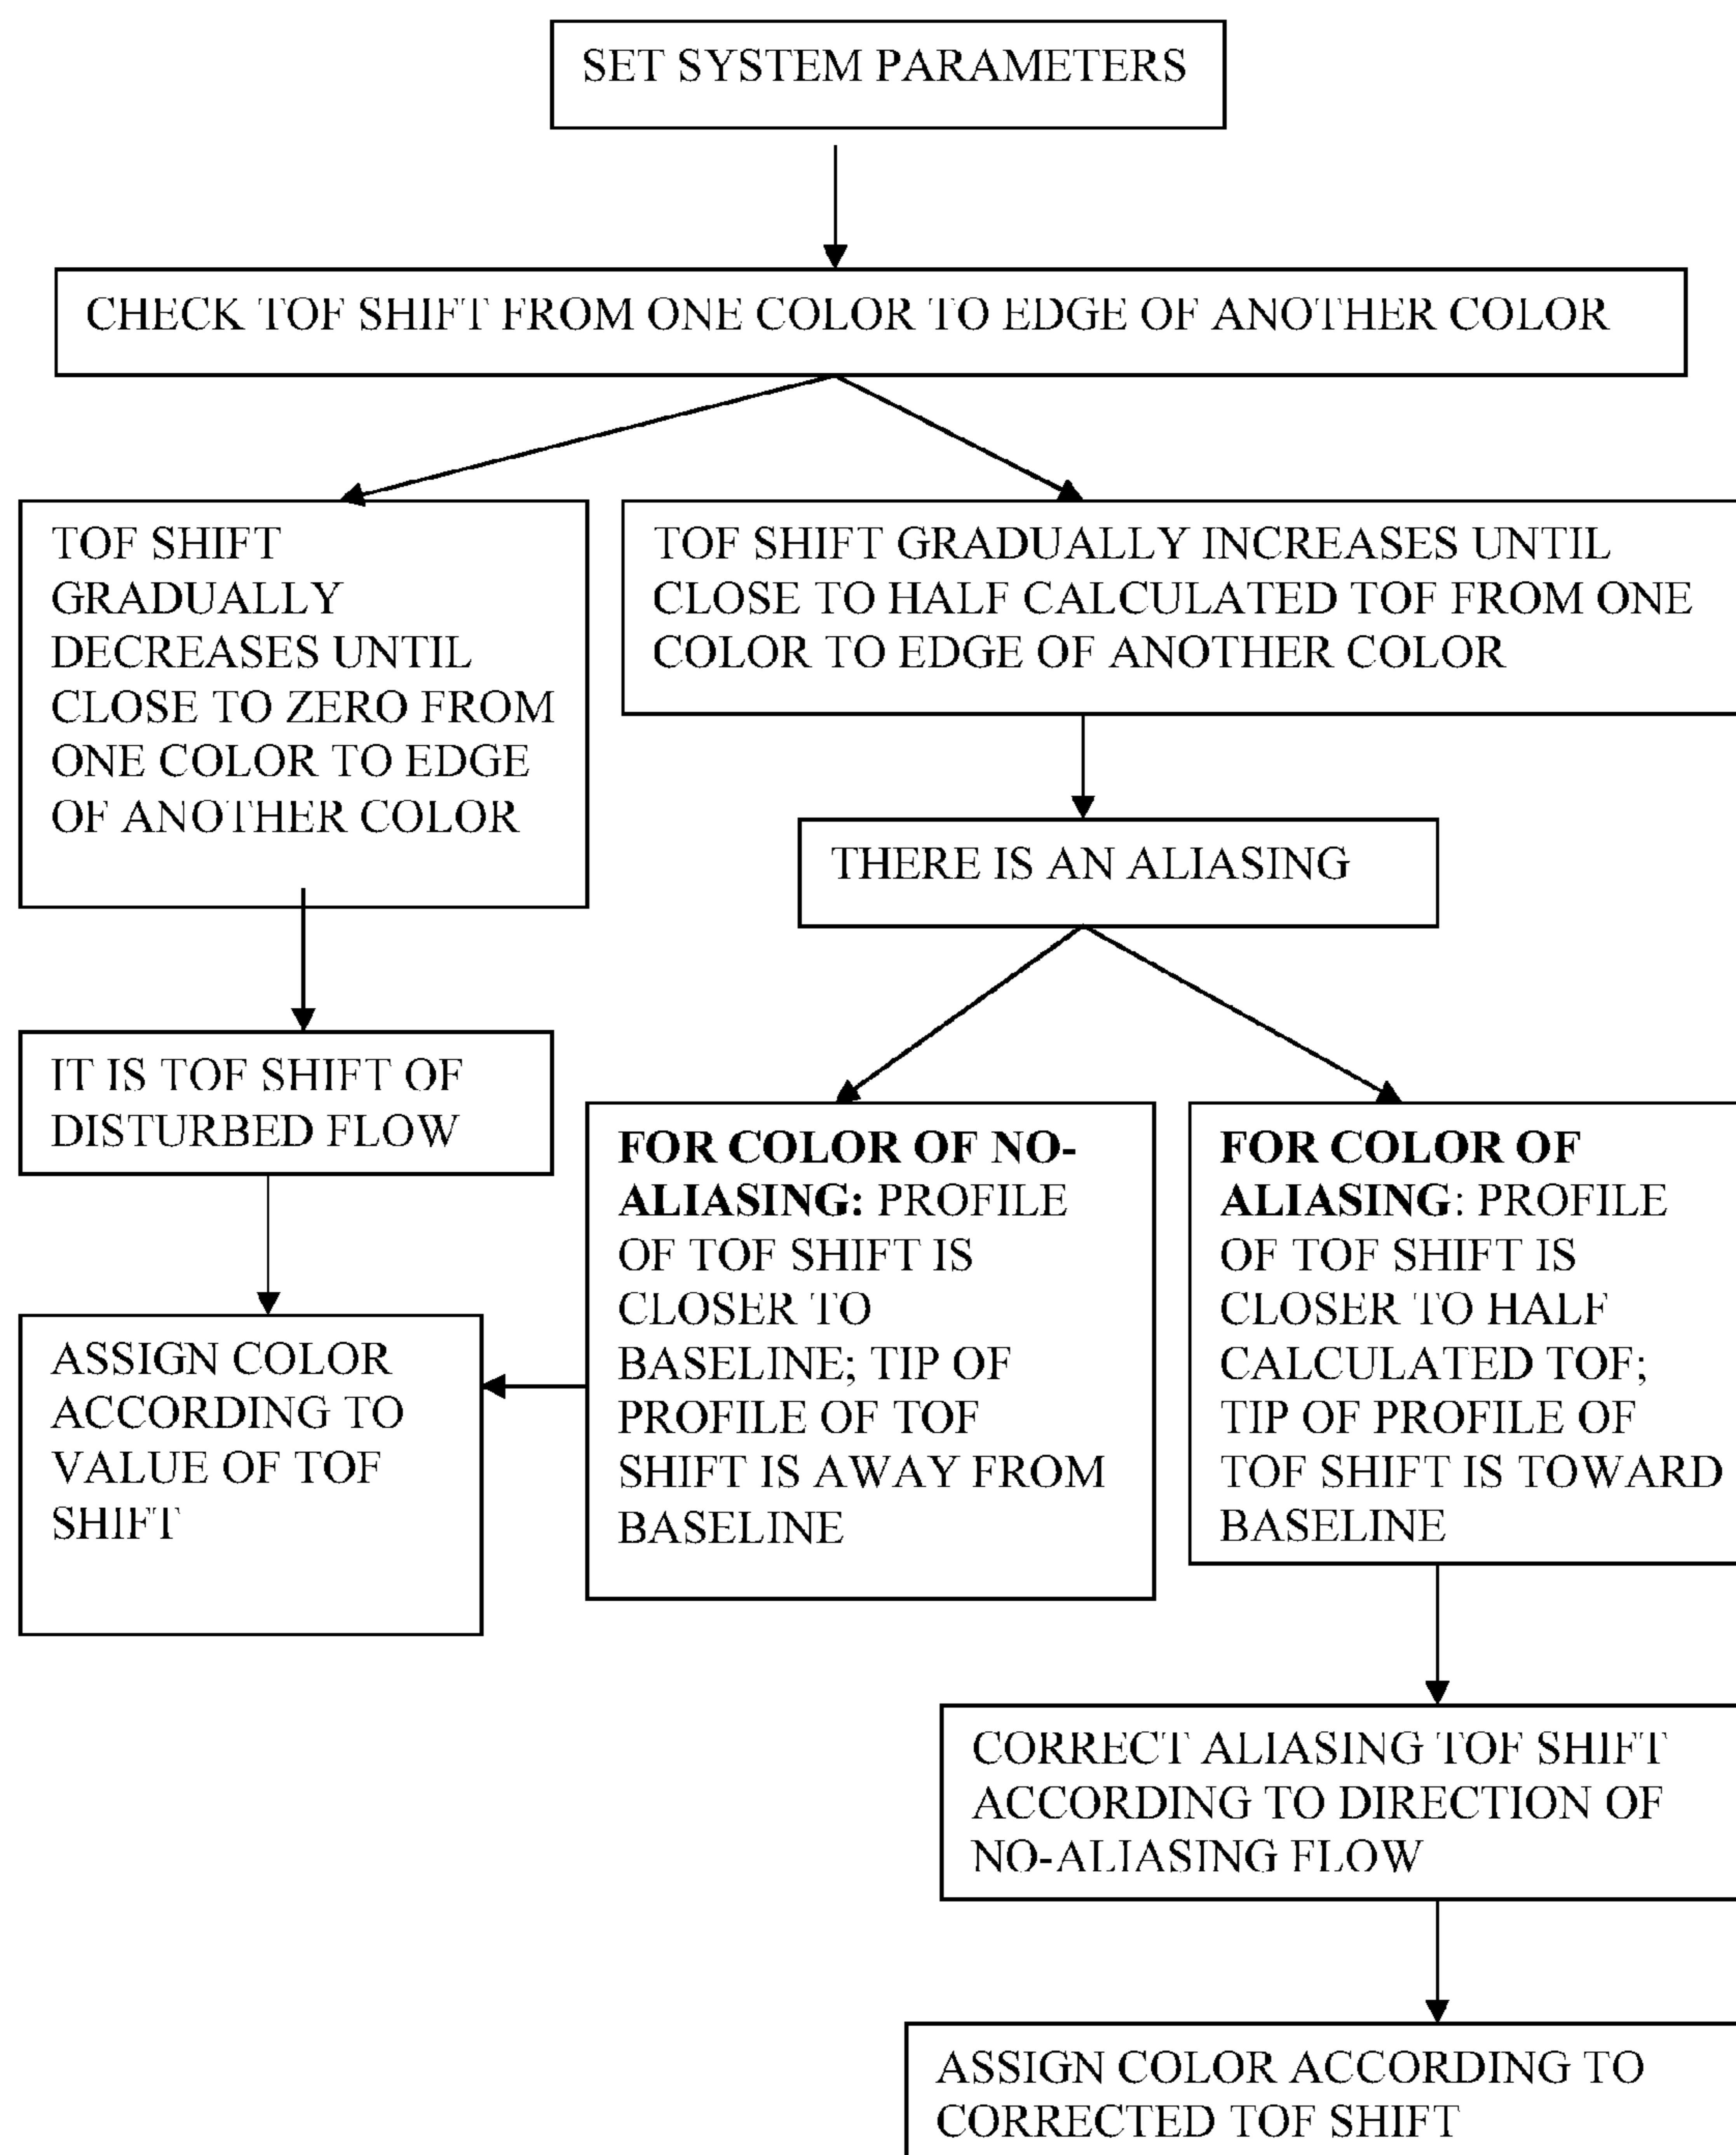 SET SYSTEM PARAMETERS
CHECK TOF SHIFT FROM ONE COLOR TO EDGE OF ANOTHER COLOR
TOF SHIFT
GRADUALLY
DECREASES UNTIL
CLOSE TO ZERO FROM
ONE COLOR TO EDGE
OF ANOTHER COLOR
TOF SHIFT GRADUALLY INCREASES UNTIL
CLOSE TO HALF CALCULATED TOF FROM ONE
COLOR TO EDGE OF ANOTHER COLOR
THERE IS AN ALIASING
IT IS TOF SHIFT OF
DISTURBED FLOW
FOR COLOR OF NO-
ALIASING: PROFILE
OF TOF SHIFT IS
CLOSER TO
BASELINE; TIP OF
PROFILE OF TOF
SHIFT IS AWAY FROM
BASELINE
FOR COLOR OF
ALIASING: PROFILE
OF TOF SHIFT IS
CLOSER TO HALF
CALCULATED TOF;
TIP OF PROFILE OF
TOF SHIFT IS TOWARD
BASELINE
ASSIGN COLOR
ACCORDING TO
VALUE OF TOF
SHIFT
CORRECT ALIASING TOF SHIFT
ACCORDING TO DIRECTION OF
NO-ALIASING FLOW
ASSIGN COLOR ACCORDING TO
CORRECTED TOF SHIFT